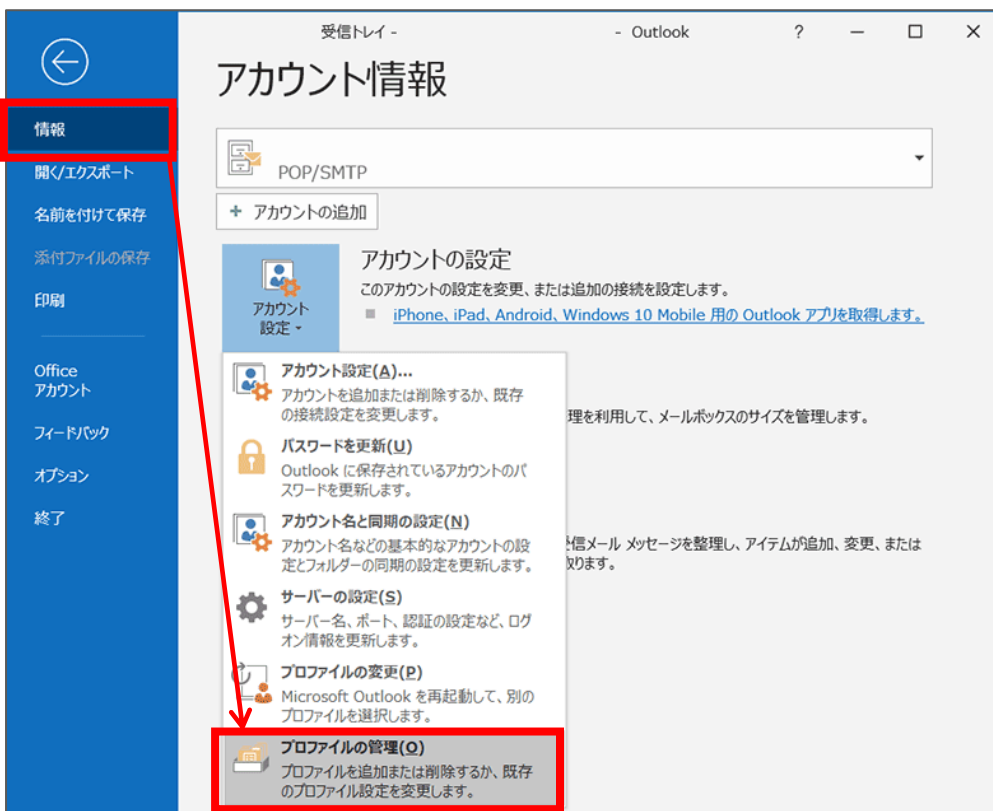 受信トレイ -
- Outlook
?
アカウント情報
情報
開く/エクスポート
名前を付けて保存
添付ファイルの保存
印刷
Office
アカウント
フィードバック
オプション
終了
POP/SMTP
+ アカウントの追加
アカウント
設定
アカウントの設定
このアカウントの設定を変更、または追加の接続を設定します。
iPhone、iPad、Android、Windows 10 Mobile 用の Outlook アプリを取得します。
理を利用して、メールボックスのサイズを管理します。
信メール メッセージを整理し、アイテムが追加、変更、または
取ります。
アカウント設定(A)...
アカウントを追加または削除するか、既存
の接続設定を変更します。
パスワードを更新(U)
Outlook に保存されているアカウントのパ
スワードを更新します。
アカウント名と同期の設定(N)
アカウント名などの基本的なアカウントの設
定とフォルダーの同期の設定を更新します。
サーバーの設定(S)
サーバー名、ポート、認証の設定など、ログ
オン情報を更新します。
プロファイルの変更(P)
Microsoft Outlook を再起動して、別の
プロファイルを選択します。
プロファイルの管理(O)
プロファイルを追加または削除するか、既存
のプロファイル設定を変更します。